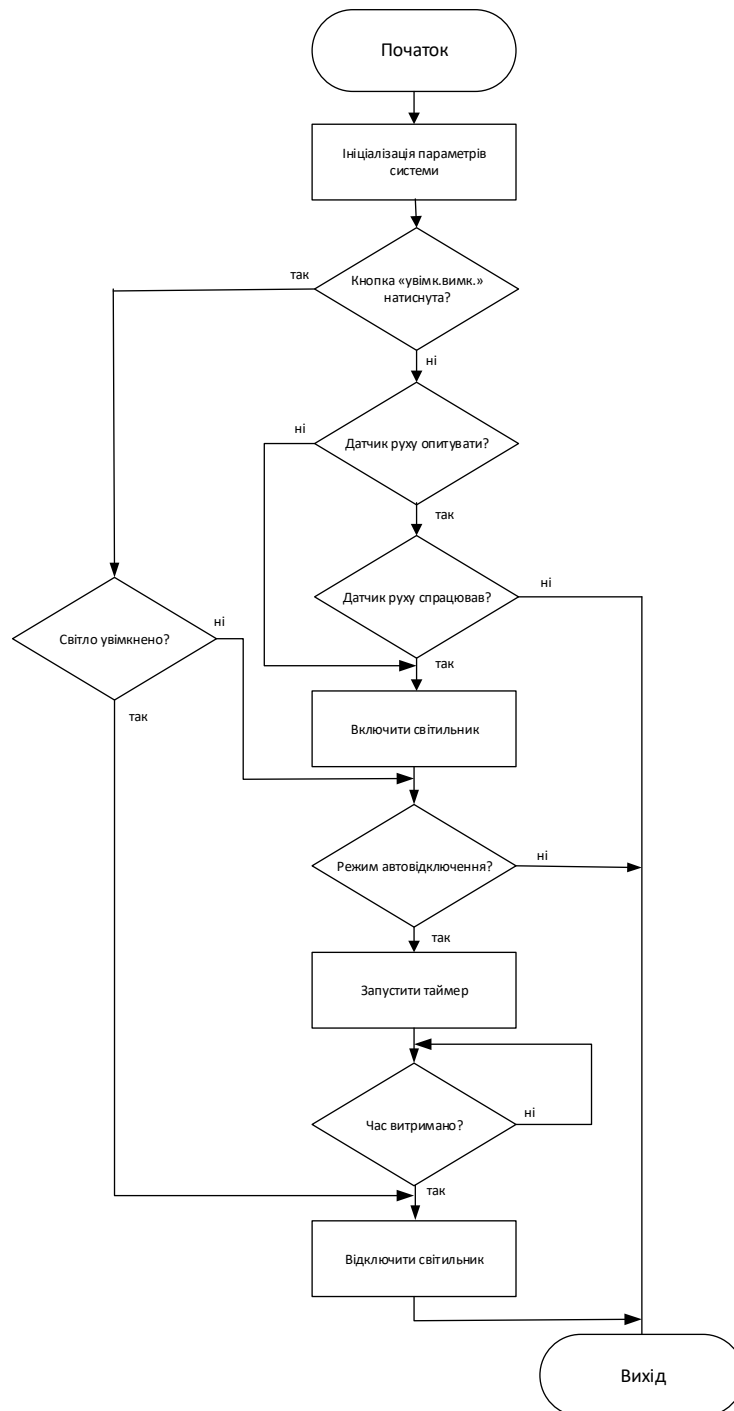 Початок
Ініціалізація параметрів
системи
так
Кнопка «увімк.вимк.»
натиснута?
ні
ні
Датчик руху опитувати?
так
Датчик руху спрацював?
ні
Світло увімкнено?
ні
так
так
Включити світильник
Режим автовідключення?
ні
так
Запустити таймер
Час витримано?
ні
так
Відключити світильник
Вихід